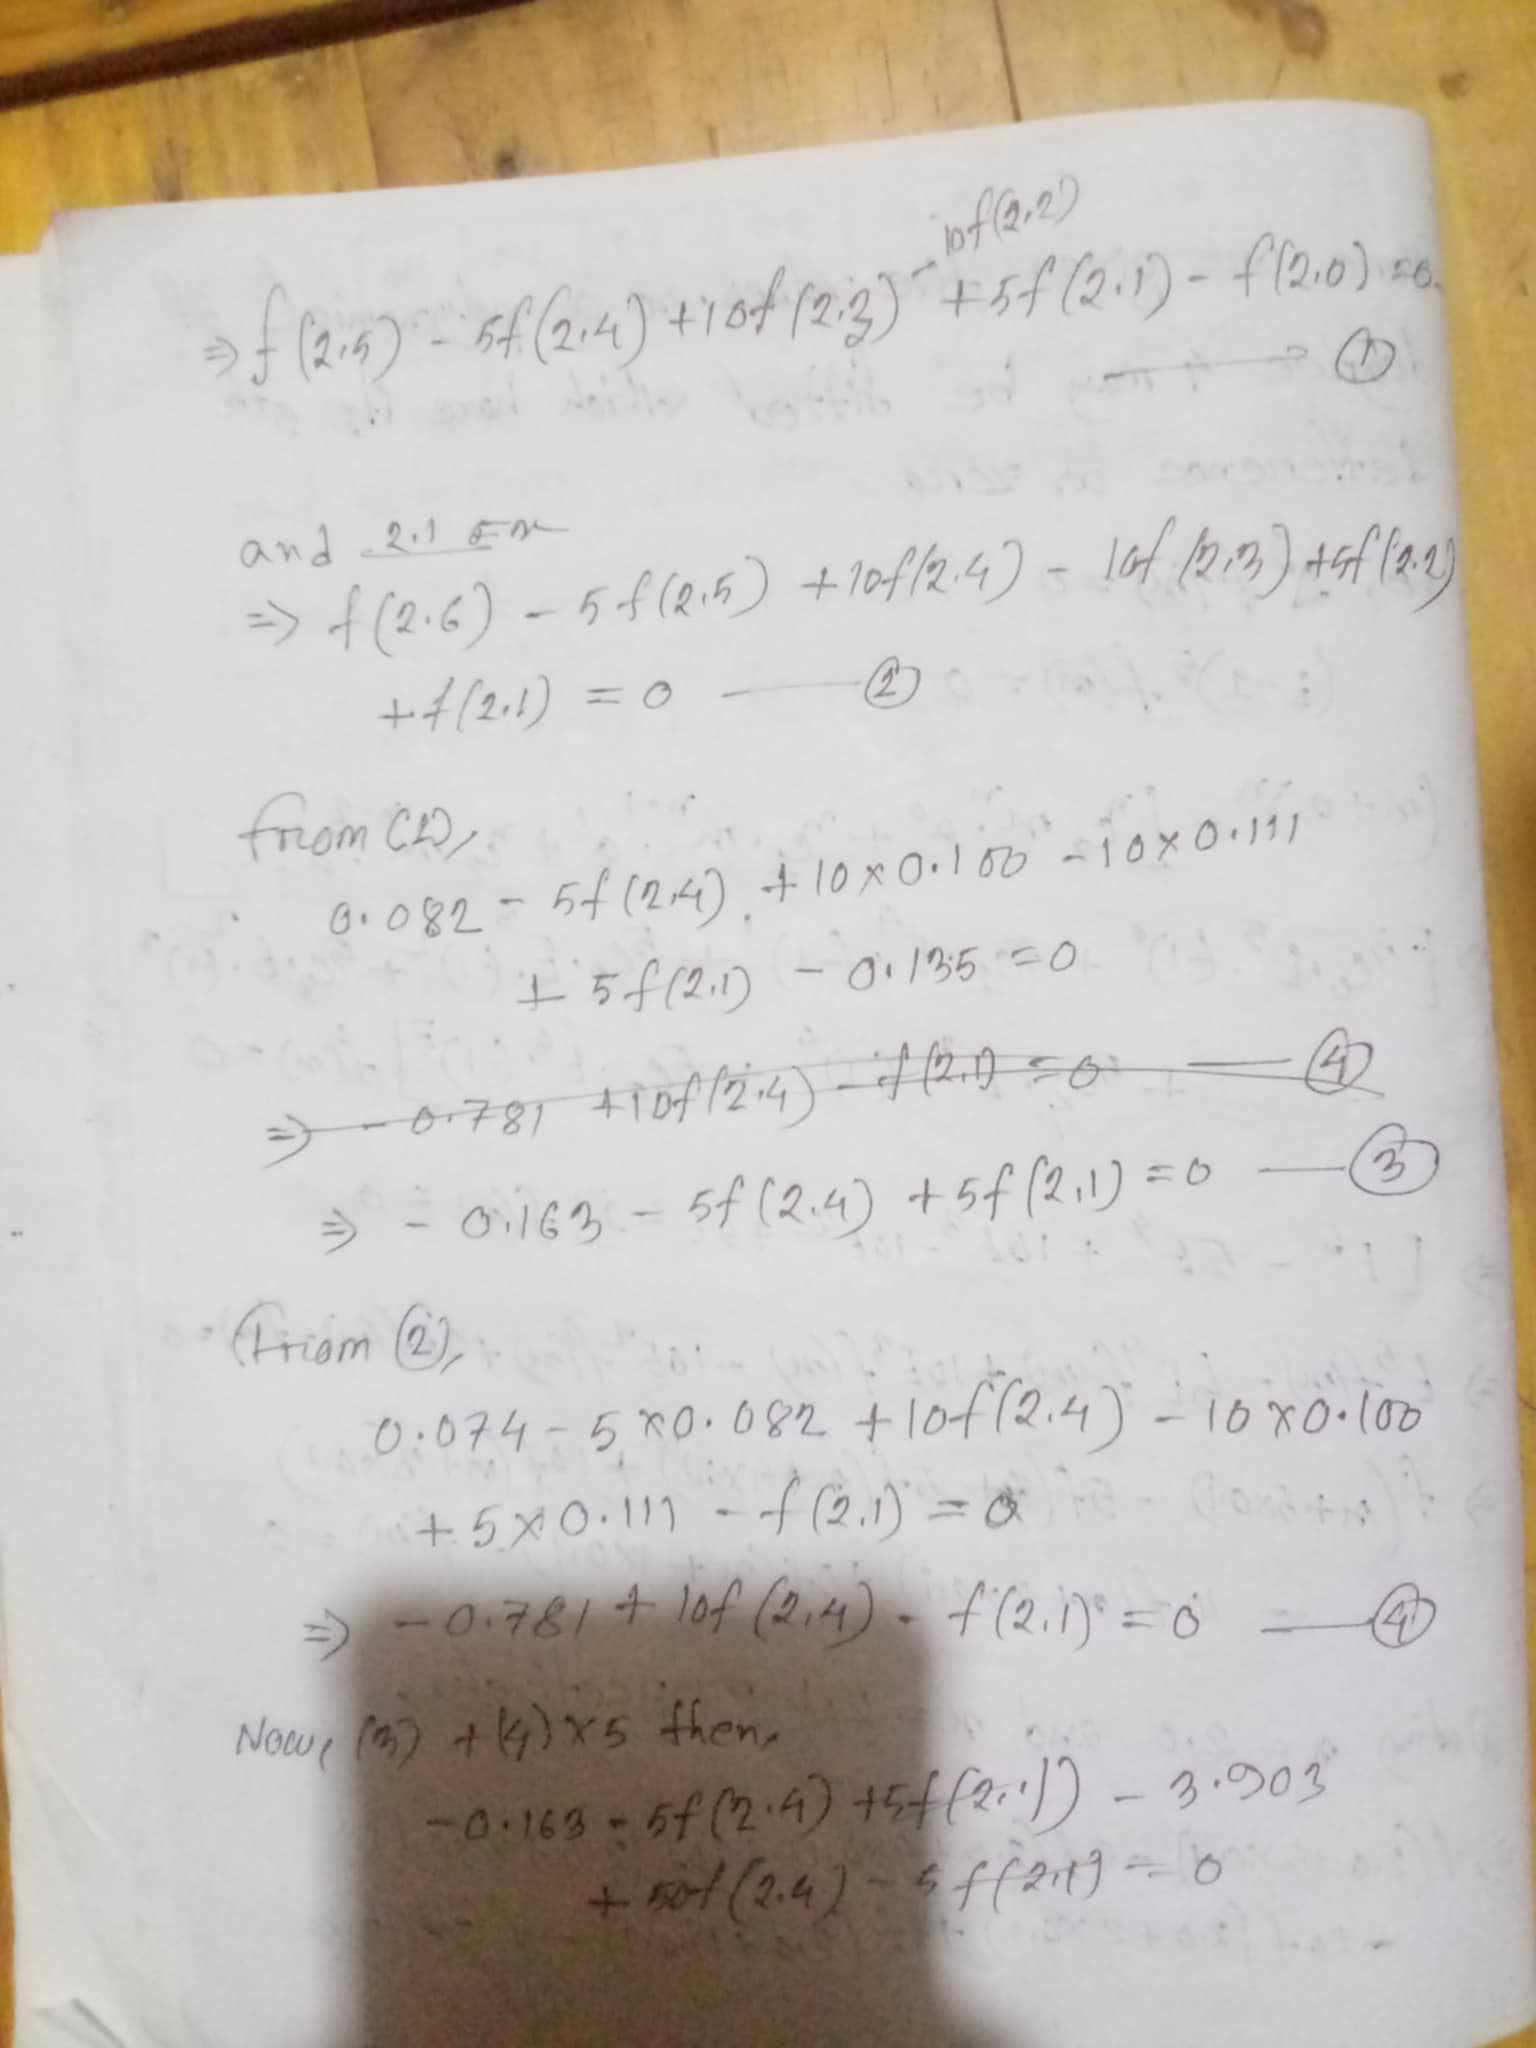 - 10f(2.2)
⇒ f(2.5) - 5f(2.4) + 10f(2.3) + 5f(2.1) - f(2.0) = 0.
①
and 2.1
⇒ f(2.6) - 5f(2.5) + 10f(2.4) - 10f(2.3) + 5f(2.2)
+ f(2.1) = 0 — ②
from (1),
0.082 - 5f(2.4) + 10×0.100 - 10×0.111
+ 5f(2.1) - 0.135 = 0
⇒ - 0.781 + 10f(2.4) - f(2.1) = 0 — ④
⇒ - 0.163 - 5f(2.4) + 5f(2.1) = 0 — ③
From ②,
0.074 - 5×0.082 + 10f(2.4) - 10×0.100
+ 5×0.111 - f(2.1) = 0
⇒ - 0.781 + 10f(2.4) - f(2.1) = 0 — ④
Now, (3) + (4)×5 then,
- 0.163 - 5f(2.4) + 5f(2.1) - 3.903
+ 50f(2.4) - 5f(2.1) = 0